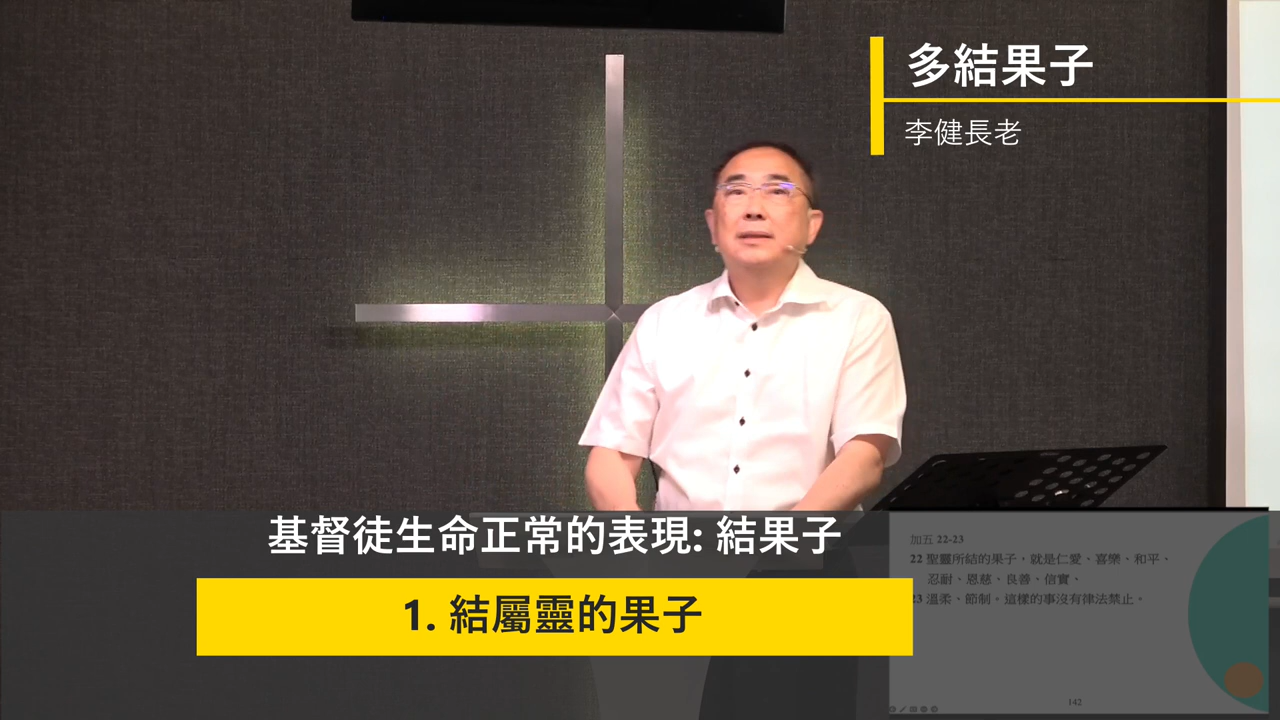 多結果子
李健長老
基督徒生命正常的表現: 結果子
1. 結屬靈的果子
加五 22-23
22 聖靈所結的果子,就是仁愛、喜樂、和平、
忍耐、恩慈、良善、信實、
23 溫柔、節制。這樣的事沒有律法禁止。
142